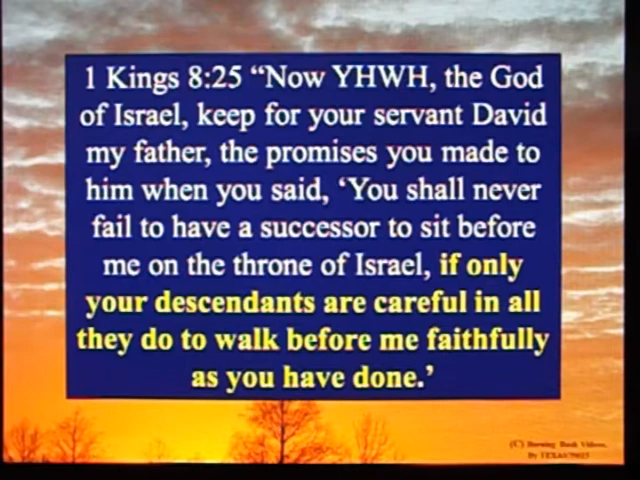 1 Kings 8:25 “Now YHWH, the God
of Israel, keep for your servant David
my father, the promises you made to
him when you said, ‘You shall never
fail to have a successor to sit before
me on the throne of Israel, if only
your descendants are careful in all
they do to walk before me faithfully
as you have done.’
(C) Burning Bush Videos,